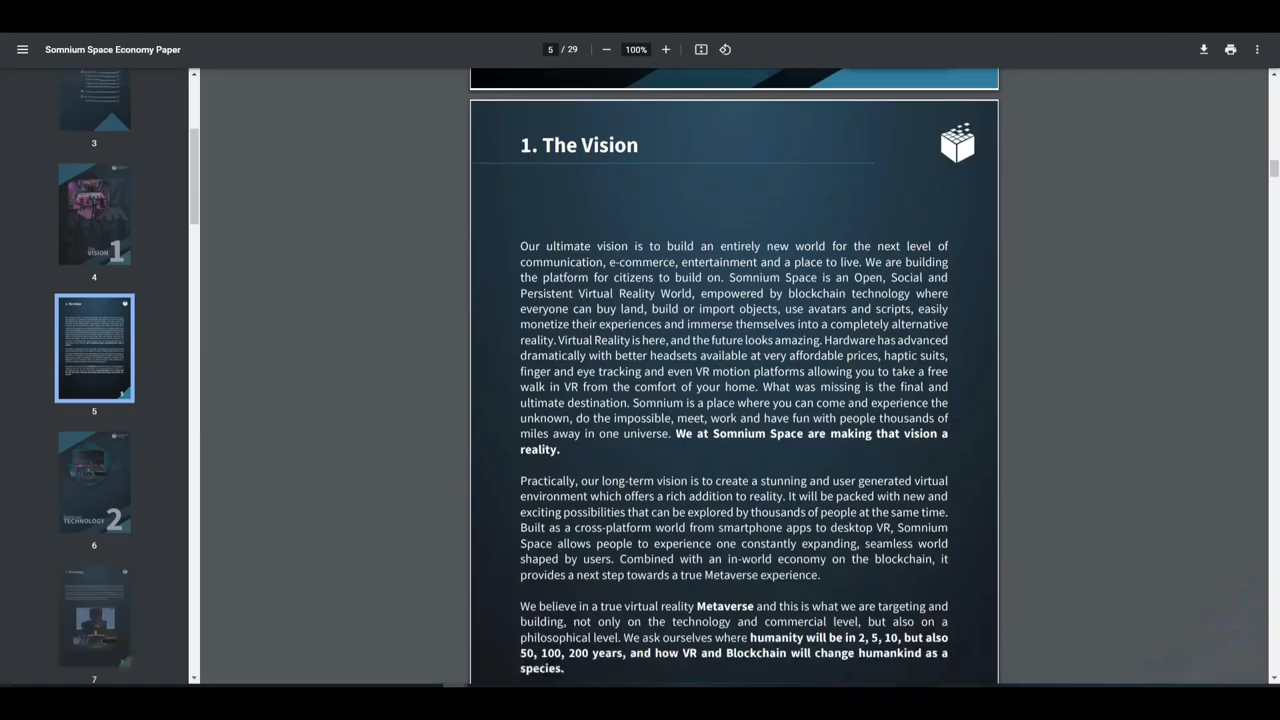 Somnium Space Economy Paper
5 / 29
100%
3
VISION 1
4
5
TECHNOLOGY 2
6
7
1. The Vision
Our ultimate vision is to build an entirely new world for the next level of
communication, e-commerce, entertainment and a place to live. We are building
the platform for citizens to build on. Somnium Space is an Open, Social and
Persistent Virtual Reality World, empowered by blockchain technology where
everyone can buy land, build or import objects, use avatars and scripts, easily
monetize their experiences and immerse themselves into a completely alternative
reality. Virtual Reality is here, and the future looks amazing. Hardware has advanced
dramatically with better headsets available at very affordable prices, haptic suits,
finger and eye tracking and even VR motion platforms allowing you to take a free
walk in VR from the comfort of your home. What was missing is the final and
ultimate destination. Somnium is a place where you can come and experience the
unknown, do the impossible, meet, work and have fun with people thousands of
miles away in one universe. We at Somnium Space are making that vision a
reality.
Practically, our long-term vision is to create a stunning and user generated virtual
environment which offers a rich addition to reality. It will be packed with new and
exciting possibilities that can be explored by thousands of people at the same time.
Built as a cross-platform world from smartphone apps to desktop VR, Somnium
Space allows people to experience one constantly expanding, seamless world
shaped by users. Combined with an in-world economy on the blockchain, it
provides a next step towards a true Metaverse experience.
We believe in a true virtual reality Metaverse and this is what we are targeting and
building, not only on the technology and commercial level, but also on a
philosophical level. We ask ourselves where humanity will be in 2, 5, 10, but also
50, 100, 200 years, and how VR and Blockchain will change humankind as a
species.